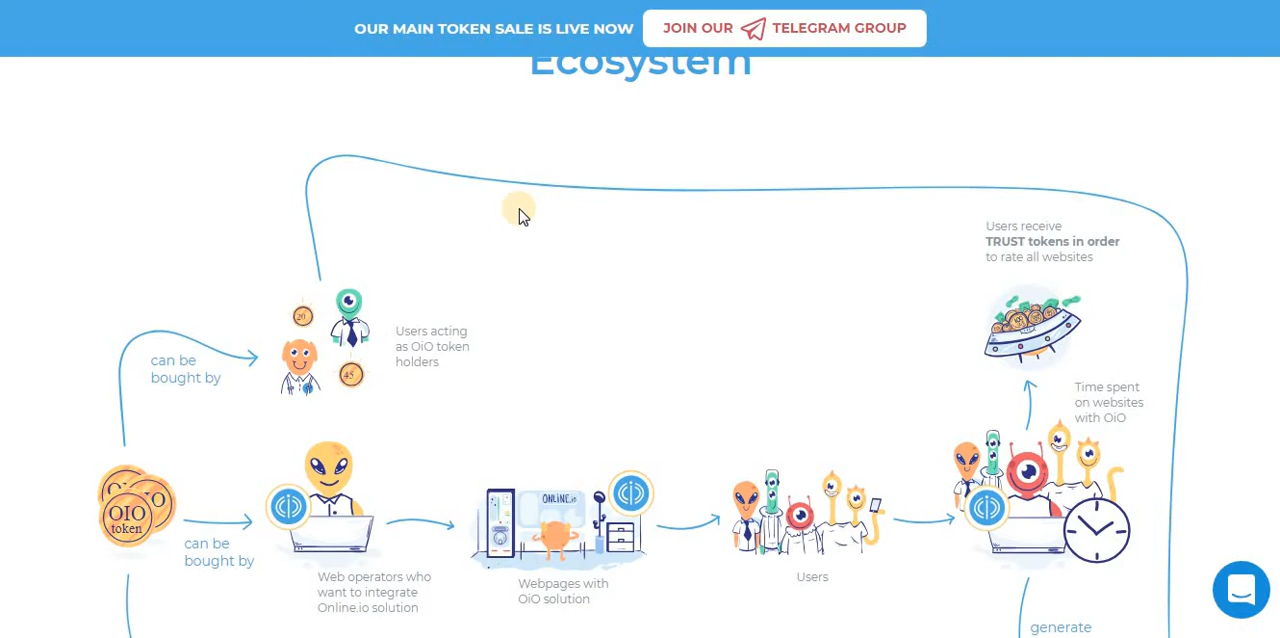 OUR MAIN TOKEN SALE IS LIVE NOW
JOIN OUR TELEGRAM GROUP
Ecosystem
Users receive
TRUST tokens in order
to rate all websites
20
45
Users acting
as OiO token
holders
can be
bought by
Time spent
on websites
with OiO
OIO
token
can be
bought by
ONLINE.io
Web operators who
want to integrate
Online.io solution
Webpages with
OiO solution
Users
generate